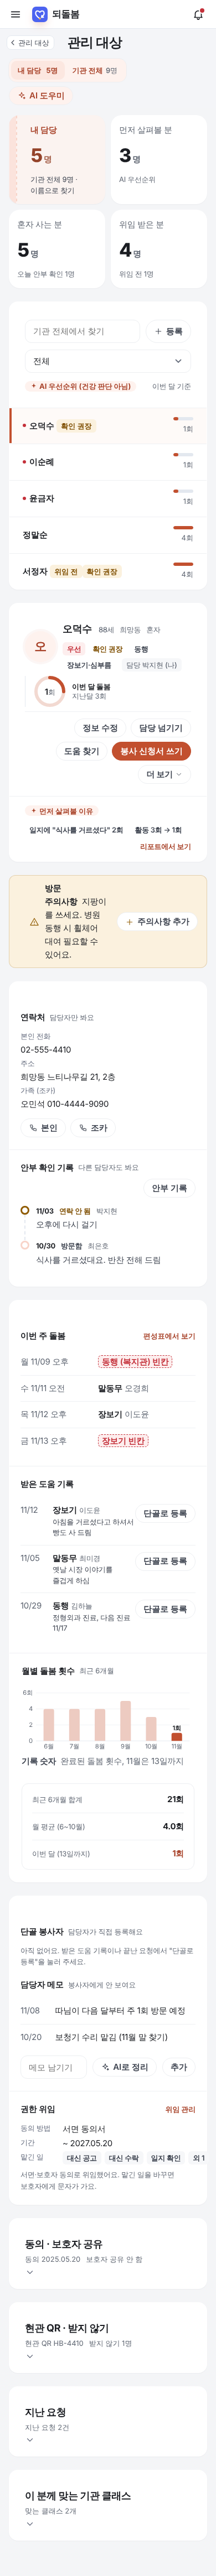 되돌봄
관리 대상
관리 대상
내 담당 5명
기관 전체 9명
AI 도우미
내 담당
5명
기관 전체 9명 ·
이름으로 찾기
먼저 살펴볼 분
3명
AI 우선순위
혼자 사는 분
5명
오늘 안부 확인 1명
위임 받은 분
4명
위임 전 1명
기관 전체에서 찾기
등록
전체
AI 우선순위 (건강 판단 아님)
이번 달 기준
오덕수 확인 권장
1회
이순례
1회
윤금자
1회
정말순
4회
서정자 위임 전 확인 권장
4회
오
오덕수 88세 희망동 혼자
우선 확인 권장 동행
장보기·심부름 담당 박지현 (나)
1회
이번 달 돌봄
지난달 3회
정보 수정
담당 넘기기
도움 찾기
봉사 신청서 쓰기
더 보기
먼저 살펴볼 이유
일지에 "식사를 거르셨다" 2회 활동 3회 → 1회
리포트에서 보기
방문
주의사항 지팡이
를 쓰세요. 병원
동행 시 휠체어
대여 필요할 수
있어요.
주의사항 추가
연락처 담당자만 봐요
본인 전화
02-555-4410
주소
희망동 느티나무길 21, 2층
가족 (조카)
오민석 010-4444-9090
본인
조카
안부 확인 기록 다른 담당자도 봐요
안부 기록
11/03 연락 안 됨 박지현
오후에 다시 걸기
10/30 방문함 최은호
식사를 거르셨대요. 반찬 전해 드림
이번 주 돌봄
편성표에서 보기
월 11/09 오후 동행 (복지관) 빈칸
수 11/11 오전 말동무 오경희
목 11/12 오후 장보기 이도윤
금 11/13 오후 장보기 빈칸
받은 도움 기록
11/12 장보기 이도윤
아침을 거르셨다고 하셔서
빵도 사 드림
단골로 등록
11/05 말동무 최미경
옛날 시장 이야기를
즐겁게 하심
단골로 등록
10/29 동행 김하늘
정형외과 진료, 다음 진료
11/17
단골로 등록
월별 돌봄 횟수 최근 6개월
6회
4
2
0
1회
6월 7월 8월 9월 10월 11월
기록 숫자 완료된 돌봄 횟수, 11월은 13일까지
최근 6개월 합계 21회
월 평균 (6~10월) 4.0회
이번 달 (13일까지) 1회
단골 봉사자 담당자가 직접 등록해요
아직 없어요. 받은 도움 기록이나 끝난 요청에서 "단골로
등록"을 눌러 주세요.
담당자 메모 봉사자에게 안 보여요
11/08 따님이 다음 달부터 주 1회 방문 예정
10/20 보청기 수리 맡김 (11월 말 찾기)
메모 남기기
AI로 정리
추가
권한 위임
위임 관리
동의 방법 서면 동의서
기간 ~ 2027.05.20
맡긴 일 대신 공고 대신 수락 일지 확인 외 1
서면·보호자 동의로 위임했어요. 맡긴 일을 바꾸면
보호자에게 문자가 가요.
동의 · 보호자 공유
동의 2025.05.20 보호자 공유 안 함
현관 QR · 받지 않기
현관 QR HB-4410 받지 않기 1명
지난 요청
지난 요청 2건
이 분께 맞는 기관 클래스
맞는 클래스 2개